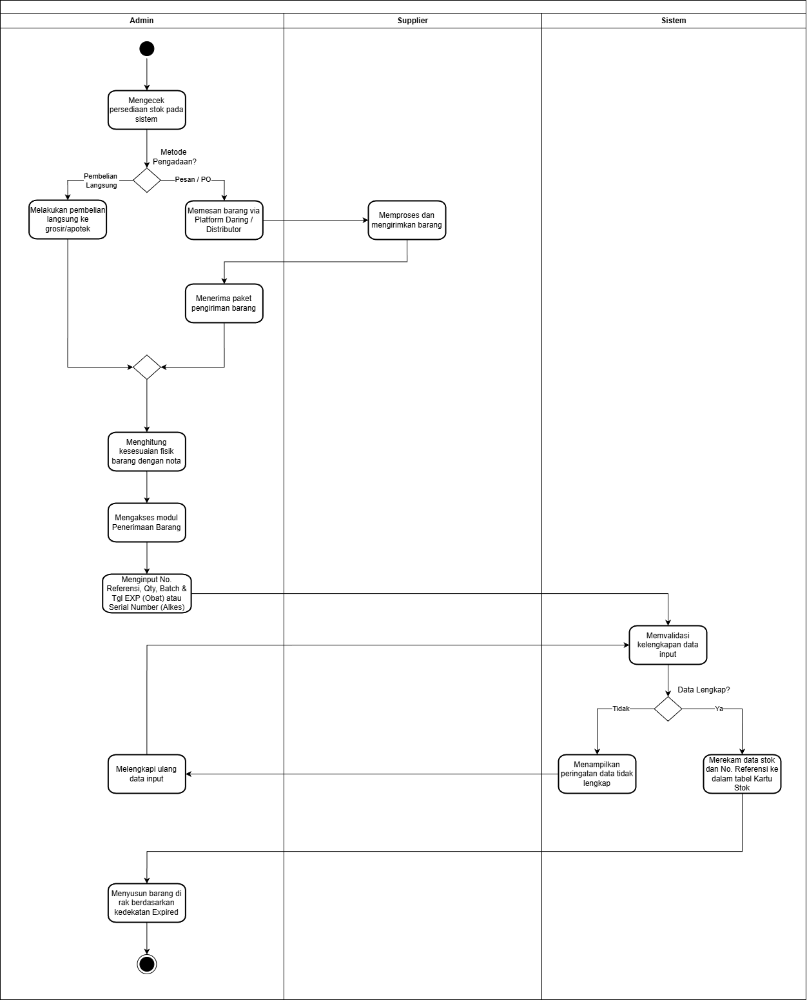 Admin
Supplier
Sistem
Mengecek
persediaan stok pada
sistem
Metode
Pengadaan?
Pembelian
Langsung
Pesan / PO
Melakukan pembelian
langsung ke
grosir/apotek
Memesan barang via
Platform Daring /
Distributor
Memproses dan
mengirimkan barang
Menerima paket
pengiriman barang
Menghitung
kesesuaian fisik
barang dengan nota
Mengakses modul
Penerimaan Barang
Menginput No.
Referensi, Qty, Batch &
Tgl EXP (Obat) atau
Serial Number (Alkes)
Memvalidasi
kelengkapan data
input
Data Lengkap?
Tidak
Ya
Melengkapi ulang
data input
Menampilkan
peringatan data tidak
lengkap
Merekam data stok
dan No. Referensi ke
dalam tabel Kartu
Stok
Menyusun barang di
rak berdasarkan
kedekatan Expired